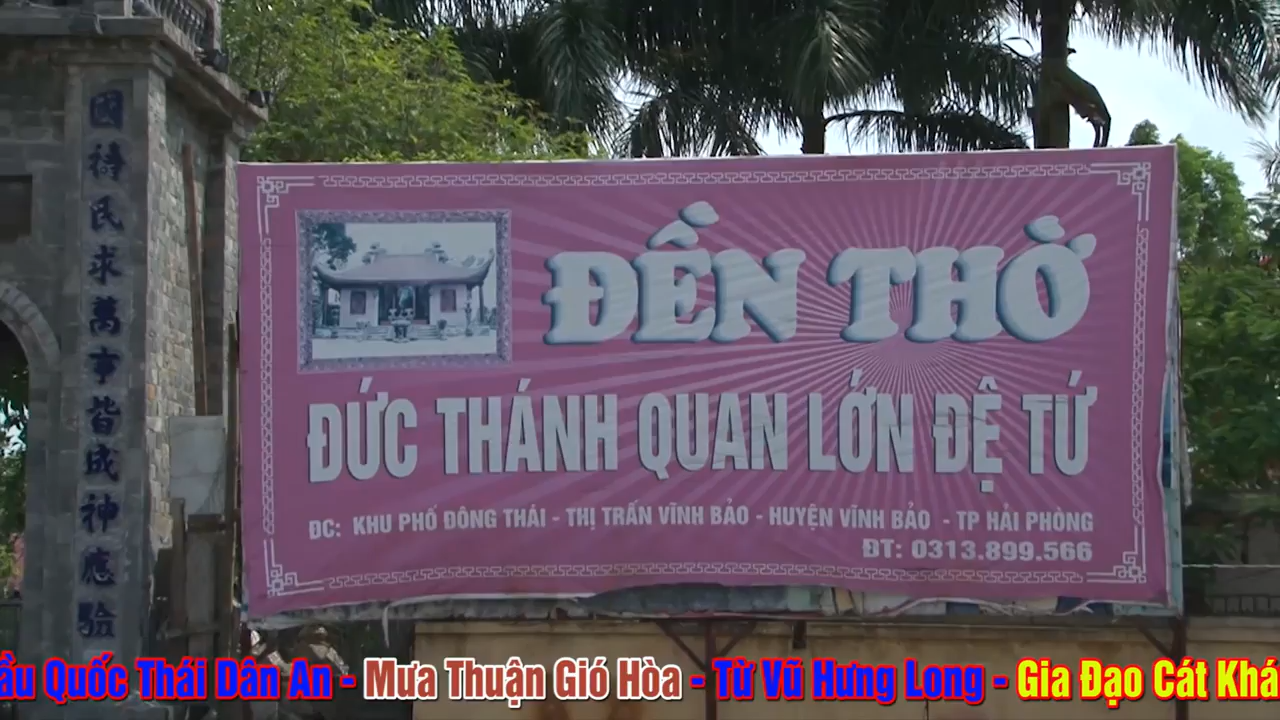 國禱民求萬事皆成神應驗
ĐỀN THỜ
ĐỨC THÁNH QUAN LỚN ĐỆ TỨ
ĐC: KHU PHỐ ĐÔNG THÁI - THỊ TRẤN VĨNH BẢO - HUYỆN VĨNH BẢO - TP HẢI PHÒNG
ĐT: 0313.899.566
Quốc Thái Dân An - Mưa Thuận Gió Hòa - Từ Vũ Hưng Long - Gia Đạo Cát